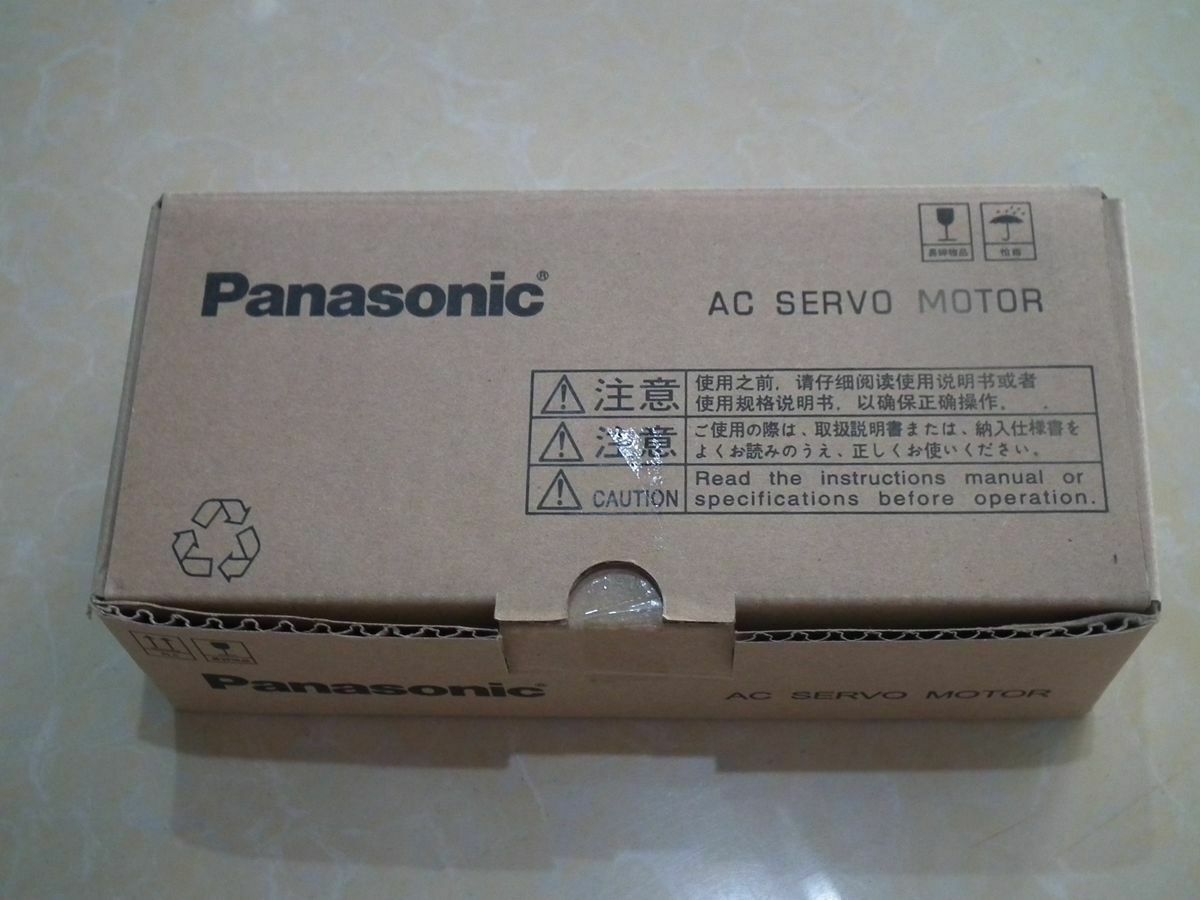 Panasonic®
AC SERVO MOTOR
注意
使用之前，请仔细阅读使用说明书或者
使用规格说明书，以确保正确操作。
注意
ご使用の際は、取扱説明書または、納入仕様書を
よくお読みのうえ、正しくお使いください。
CAUTION
Read the instructions manual or
specifications before operation.
Panasonic
AC SERVO MOTOR